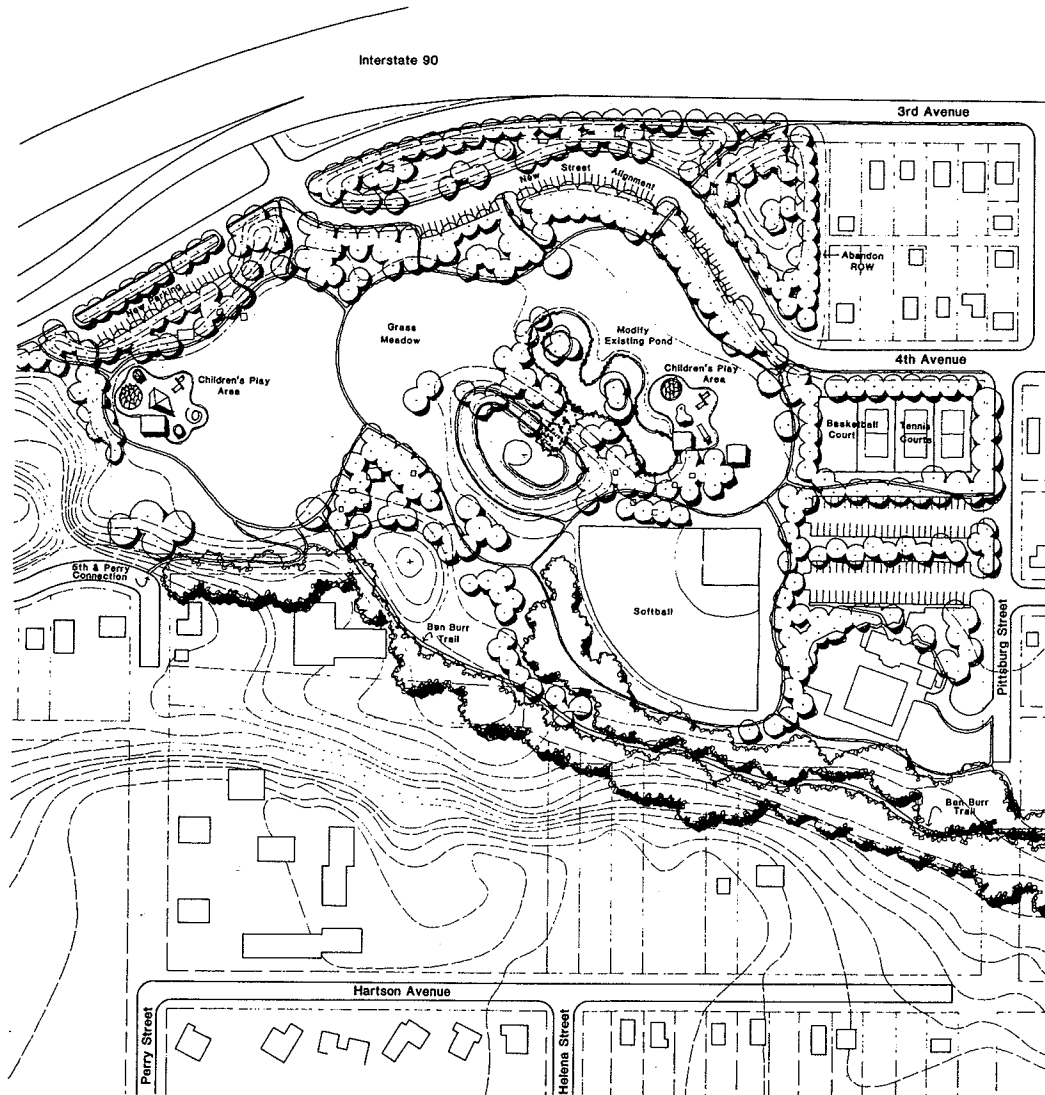 Interstate 90
3rd Avenue
New Street Alignment
Abandon
ROW
New Parking
Grass
Meadow
Modify
Existing Pond
4th Avenue
Children's Play
Area
Children's Play
Area
Basketball
Court
Tennis
Courts
5th & Perry
Connection
Softball
Ben Burr
Trail
Pittsburg Street
Ben Burr
Trail
Hartson Avenue
Perry Street
Helena Street